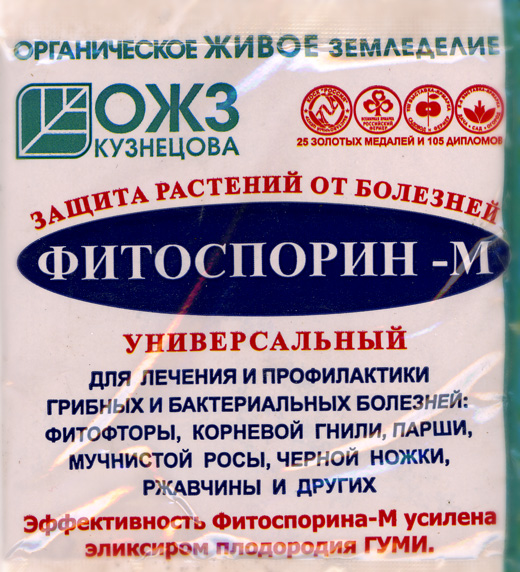 ОРГАНИЧЕСКОЕ ЖИВОЕ ЗЕМЛЕДЕЛИЕ
ОЖЗ
КУЗНЕЦОВА
25 ЗОЛОТЫХ МЕДАЛЕЙ И 105 ДИПЛОМОВ
ЗАЩИТА РАСТЕНИЙ ОТ БОЛЕЗНЕЙ
ФИТОСПОРИН -М
УНИВЕРСАЛЬНЫЙ
ДЛЯ ЛЕЧЕНИЯ И ПРОФИЛАКТИКИ
ГРИБНЫХ И БАКТЕРИАЛЬНЫХ БОЛЕЗНЕЙ:
ФИТОФТОРЫ, КОРНЕВОЙ ГНИЛИ, ПАРШИ,
МУЧНИСТОЙ РОСЫ, ЧЕРНОЙ НОЖКИ,
РЖАВЧИНЫ И ДРУГИХ
Эффективность Фитоспорина-М усилена
эликсиром плодородия ГУМИ.